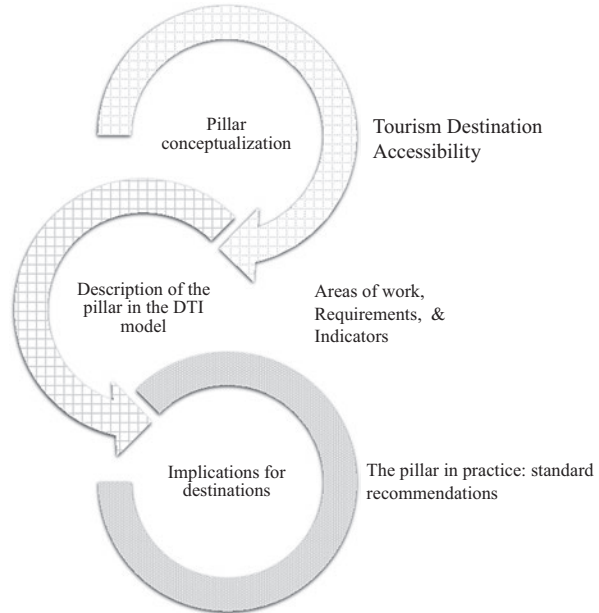 Pillar
conceptualization
Tourism Destination
Accessibility
Description of the
pillar in the DTI
model
Areas of work,
Requirements, &
Indicators
Implications for
destinations
The pillar in practice: standard
recommendations